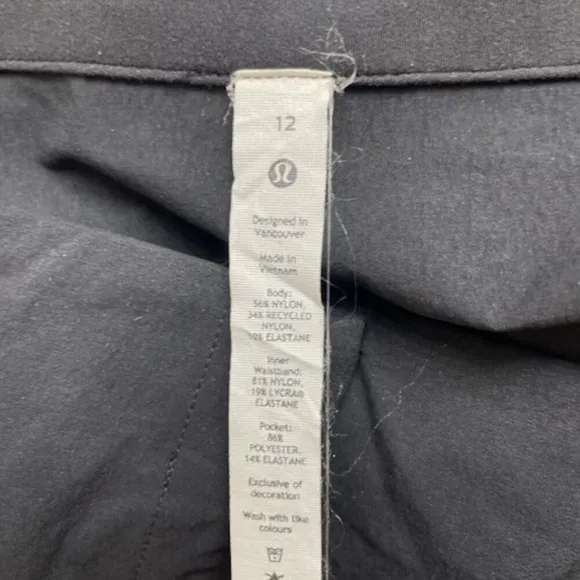 12
Designed in
Vancouver
Made in
Vietnam
Body:
56% NYLON,
34% RECYCLED
NYLON,
10% ELASTANE
Inner
Waistband:
81% NYLON,
19% LYCRA®
ELASTANE
Pocket:
86%
POLYESTER,
14% ELASTANE
Exclusive of
decoration
Wash with like
colours